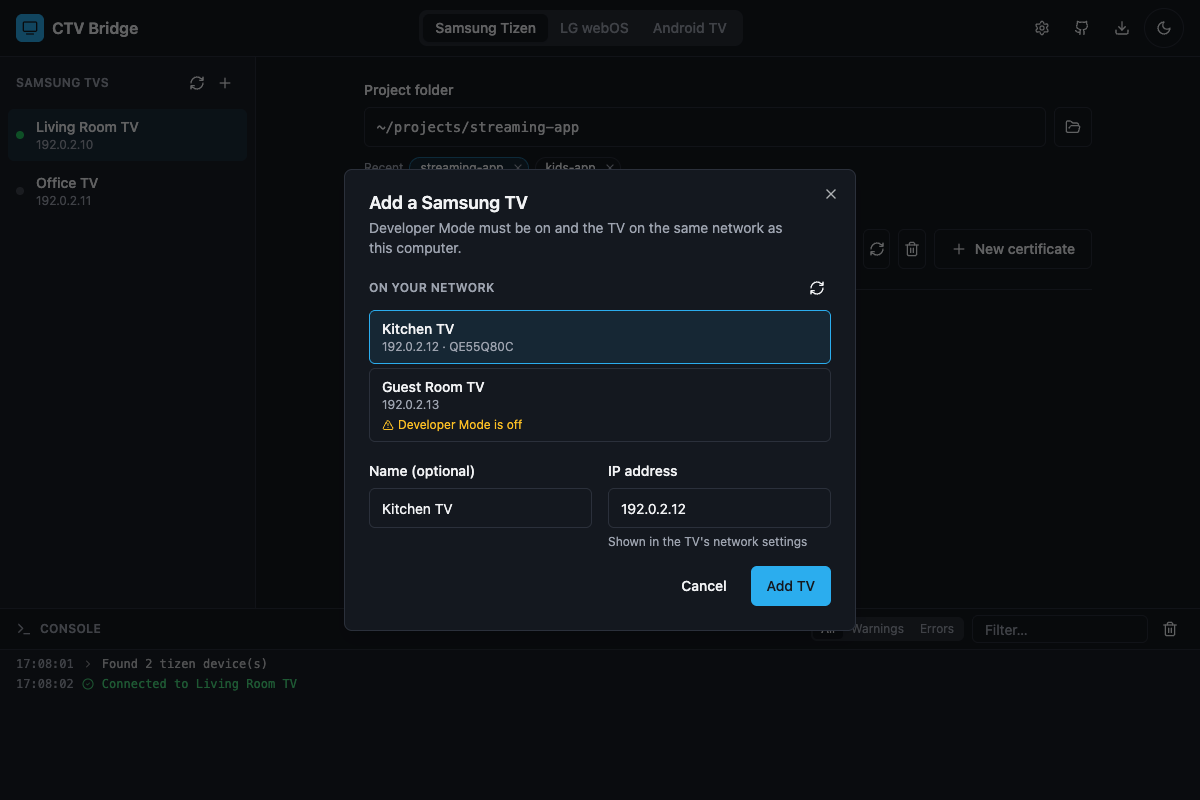 CTV Bridge
Samsung Tizen
LG webOS
Android TV
SAMSUNG TVS
Living Room TV
192.0.2.10
Office TV
192.0.2.11
Project folder
~/projects/streaming-app
Recent
streaming-app
kids-app
New certificate
Add a Samsung TV
Developer Mode must be on and the TV on the same network as
this computer.
ON YOUR NETWORK
Kitchen TV
192.0.2.12 · QE55Q80C
Guest Room TV
192.0.2.13
Developer Mode is off
Name (optional)
IP address
Kitchen TV
192.0.2.12
Shown in the TV's network settings
Cancel
Add TV
CONSOLE
All
Warnings
Errors
Filter...
17:08:01 › Found 2 tizen device(s)
17:08:02 Connected to Living Room TV